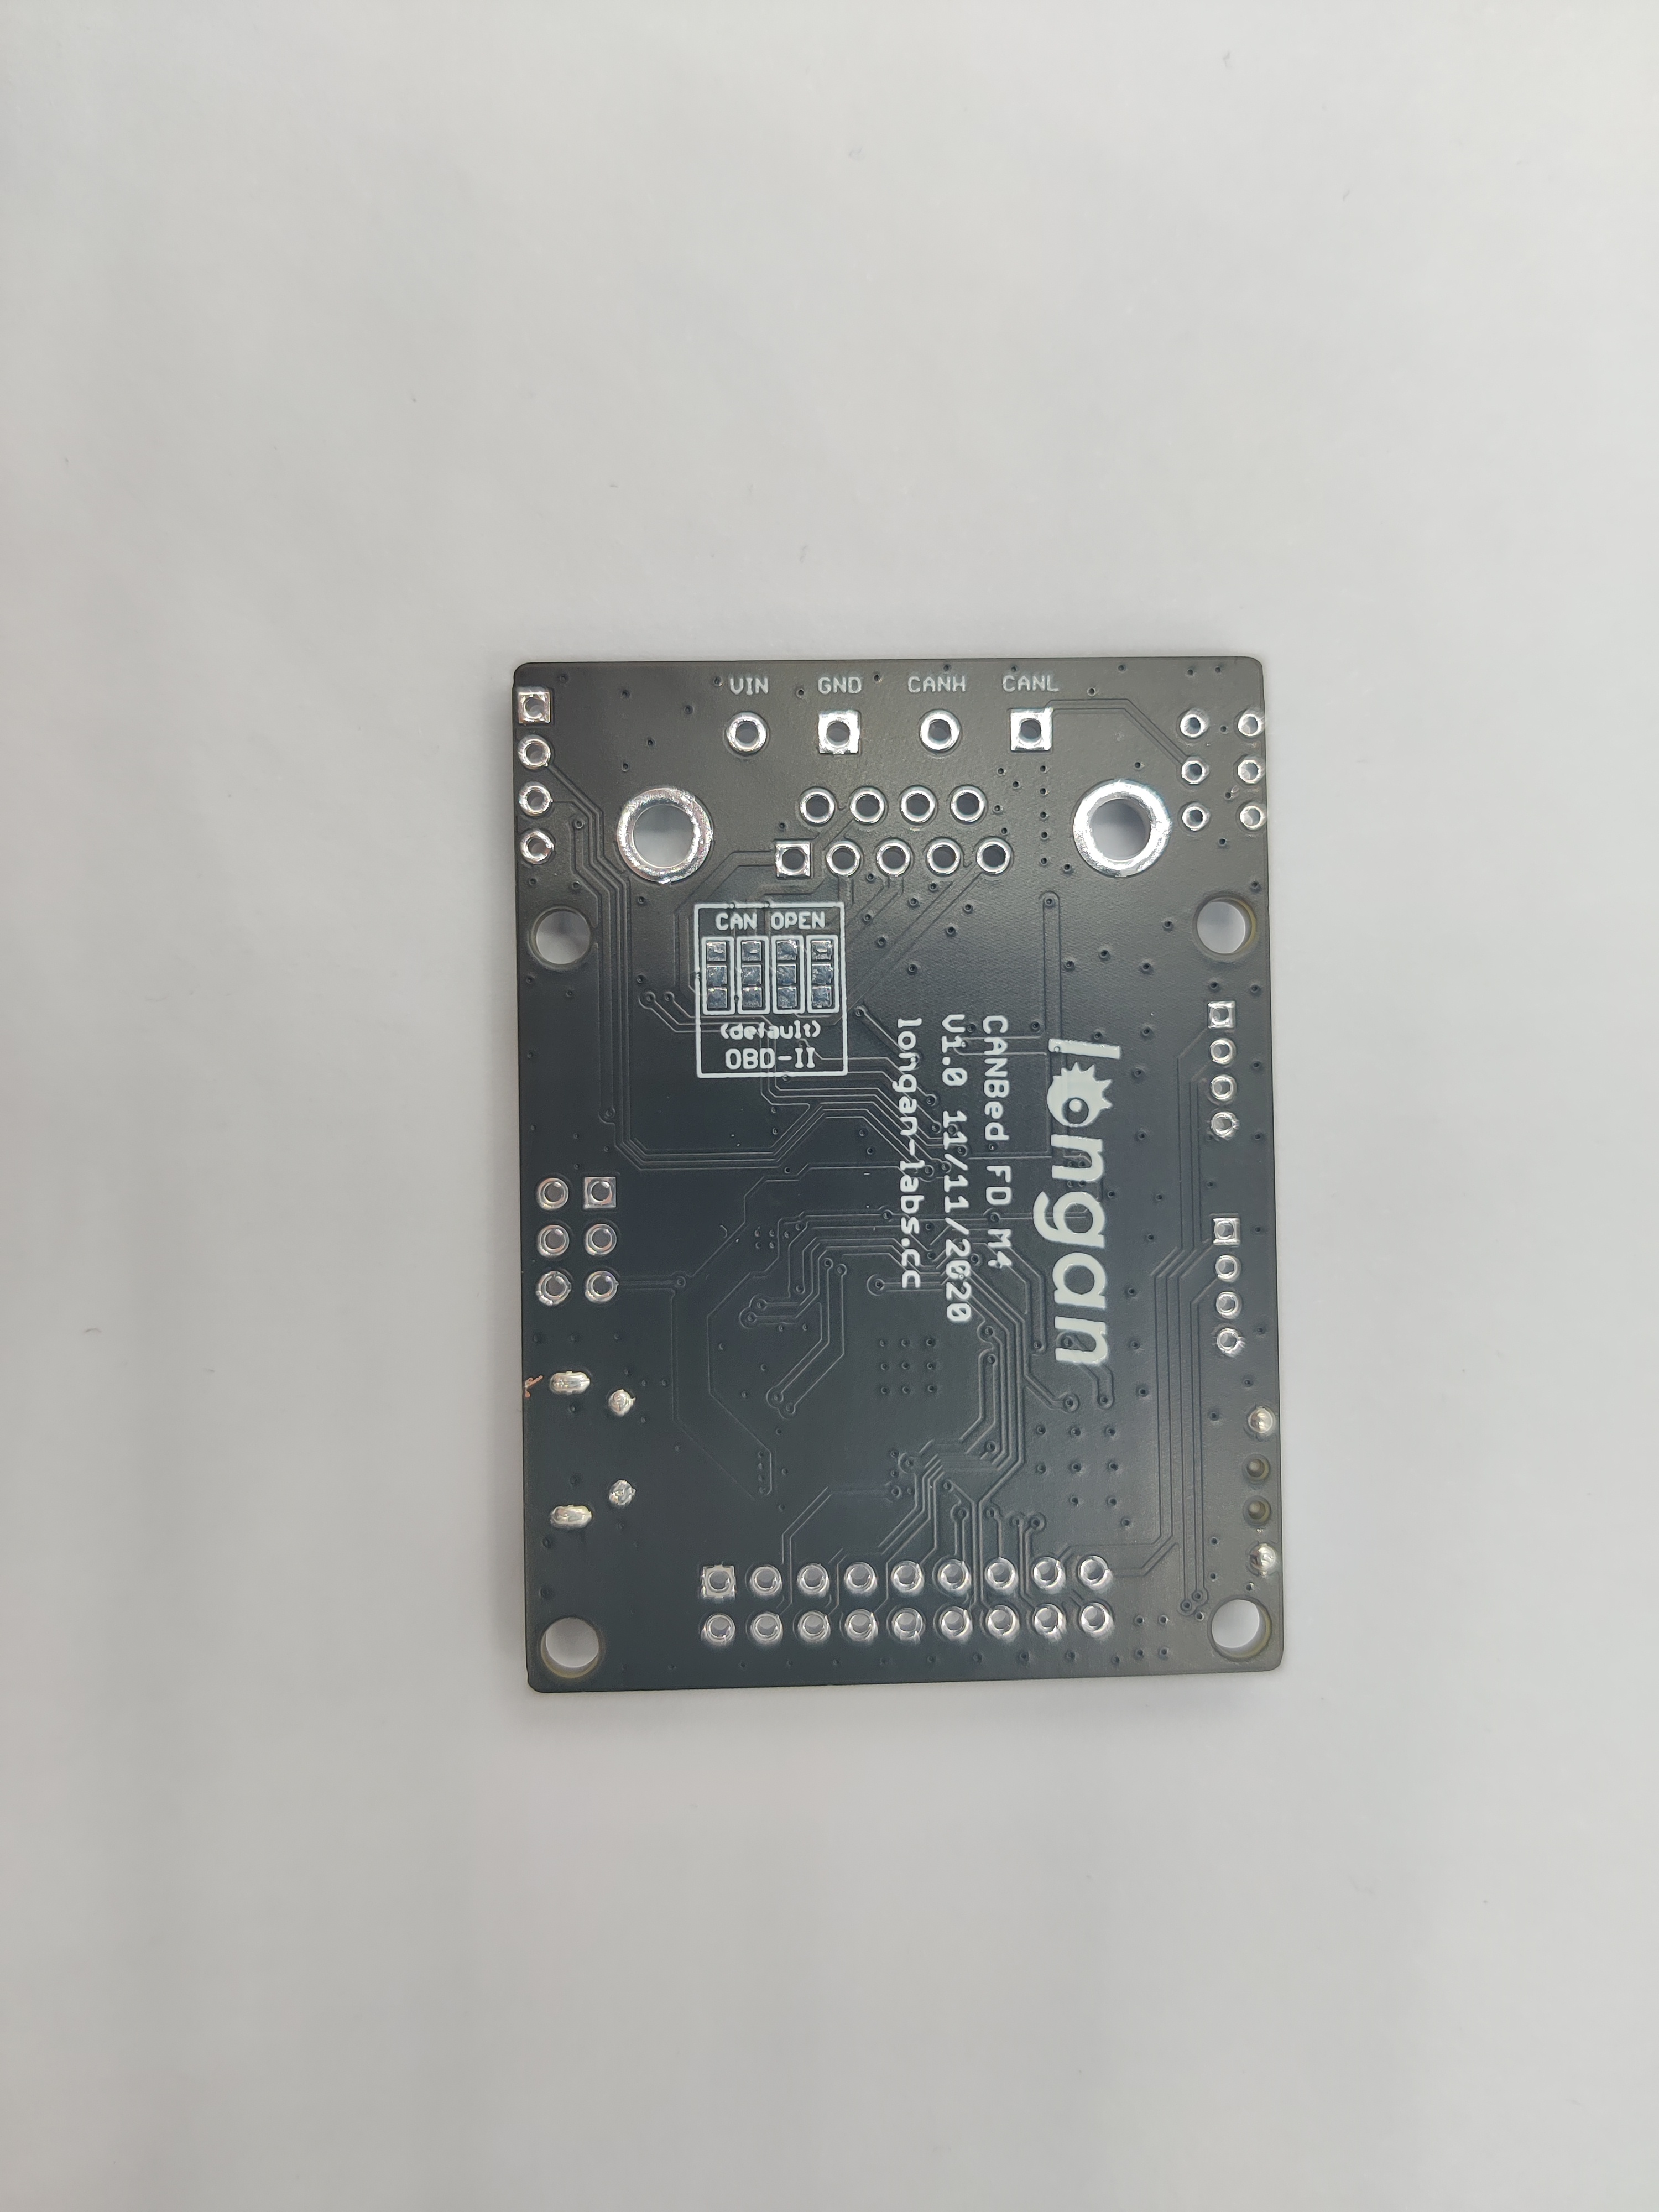 VIN GND CANH CANL
CAN OPEN
(default)
OBD-II
longan
CANBed FD M4
V1.0 11/11/2020
longan-labs.cc